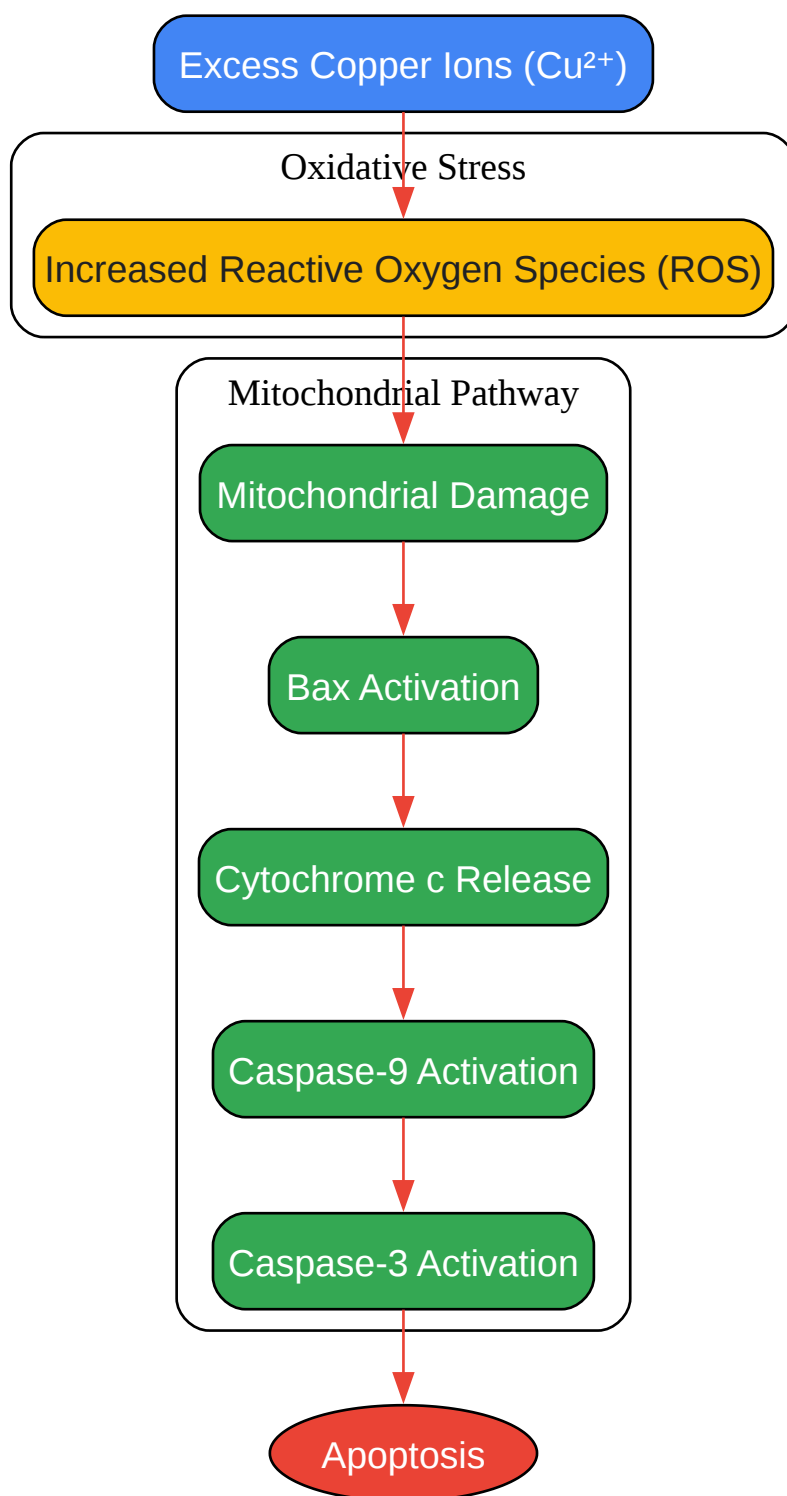 Excess Copper Ions (Cu²⁺)
Oxidative Stress
Increased Reactive Oxygen Species (ROS)
Mitochondrial Pathway
Mitochondrial Damage
Bax Activation
Cytochrome c Release
Caspase-9 Activation
Caspase-3 Activation
Apoptosis